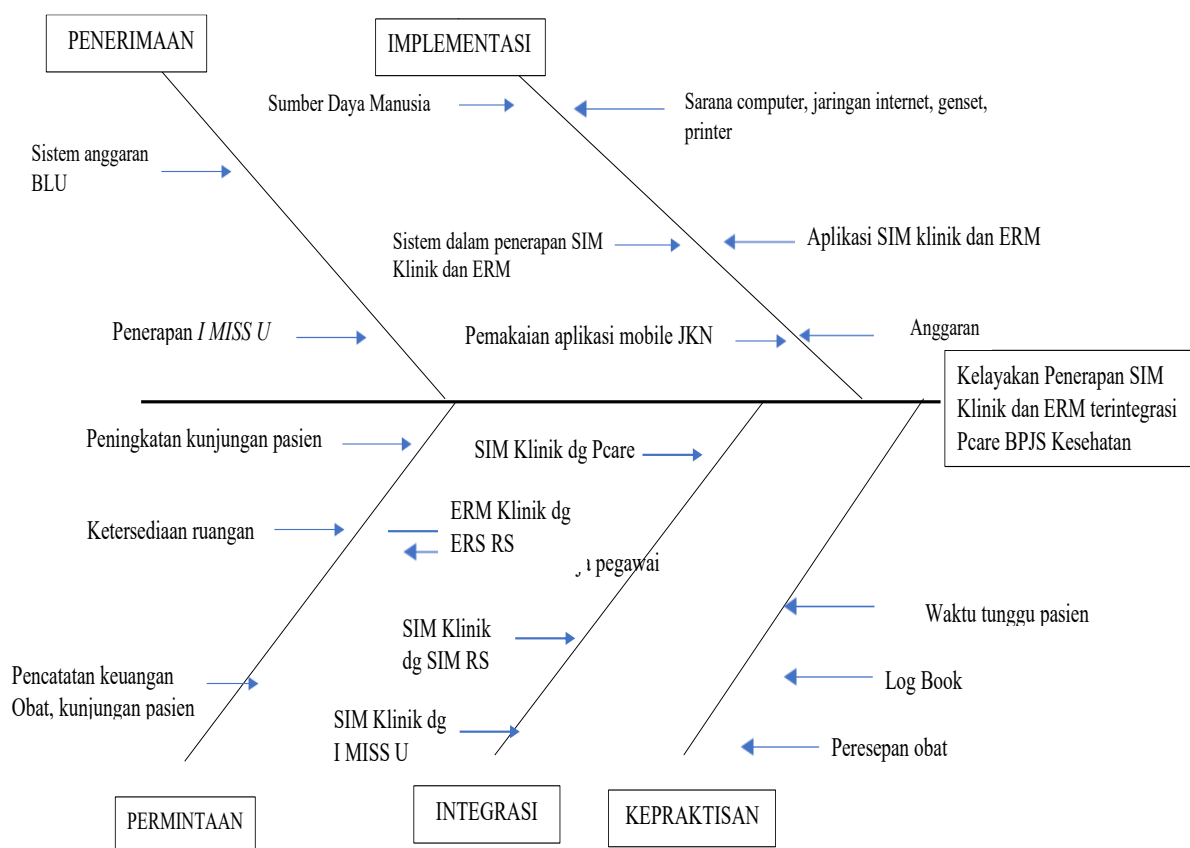 PENERIMAAN
IMPLEMENTASI
Sumber Daya Manusia
Sarana computer, jaringan internet, genset,
printer
Sistem anggaran
BLU
Sistem dalam penerapan SIM
Klinik dan ERM
Aplikasi SIM klinik dan ERM
Penerapan I MISS U
Pemakaian aplikasi mobile JKN
Anggaran
Kelayakan Penerapan SIM
Klinik dan ERM terintegrasi
Pcare BPJS Kesehatan
Peningkatan kunjungan pasien
SIM Klinik dg Pcare
Ketersediaan ruangan
ERM Klinik dg
ERS RS
pegawai
Waktu tunggu pasien
SIM Klinik
dg SIM RS
Pencatatan keuangan
Obat, kunjungan pasien
Log Book
SIM Klinik dg
I MISS U
Peresepan obat
PERMINTAAN
INTEGRASI
KEPRAKTISAN